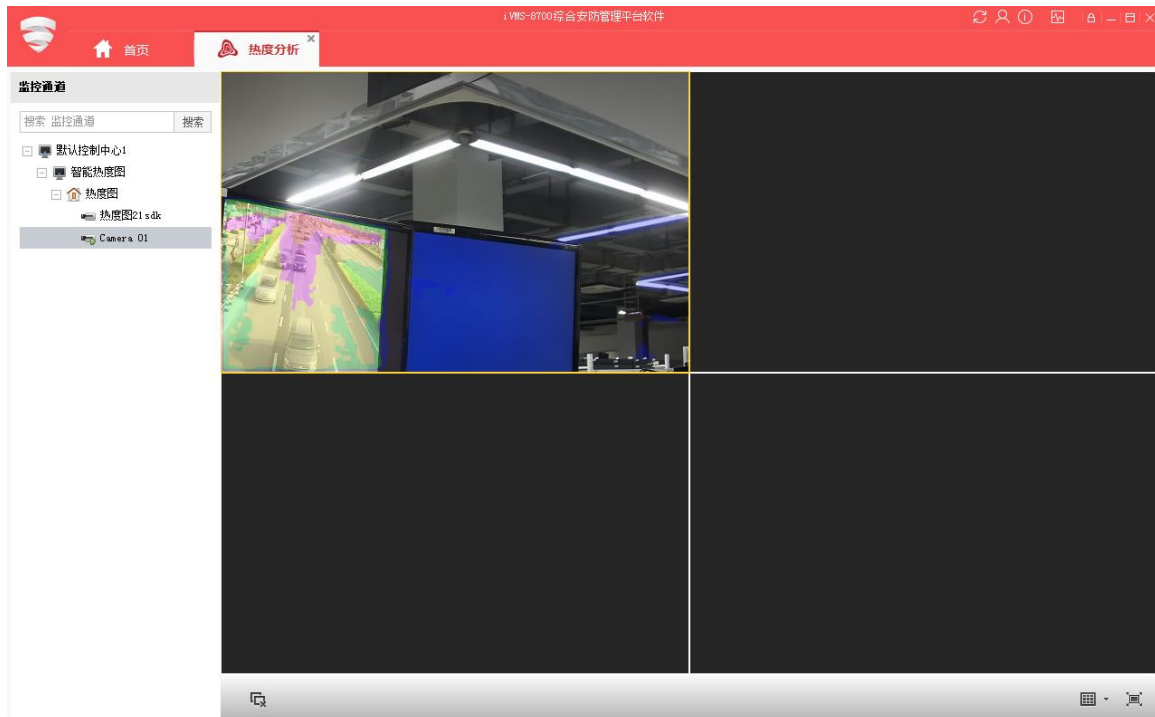 iVMS-8700综合安防管理平台软件
首页
热度分析
监控通道
搜索 监控通道
搜索
默认控制中心1
智能热度图
热度图
热度图21sdk
Camera 01